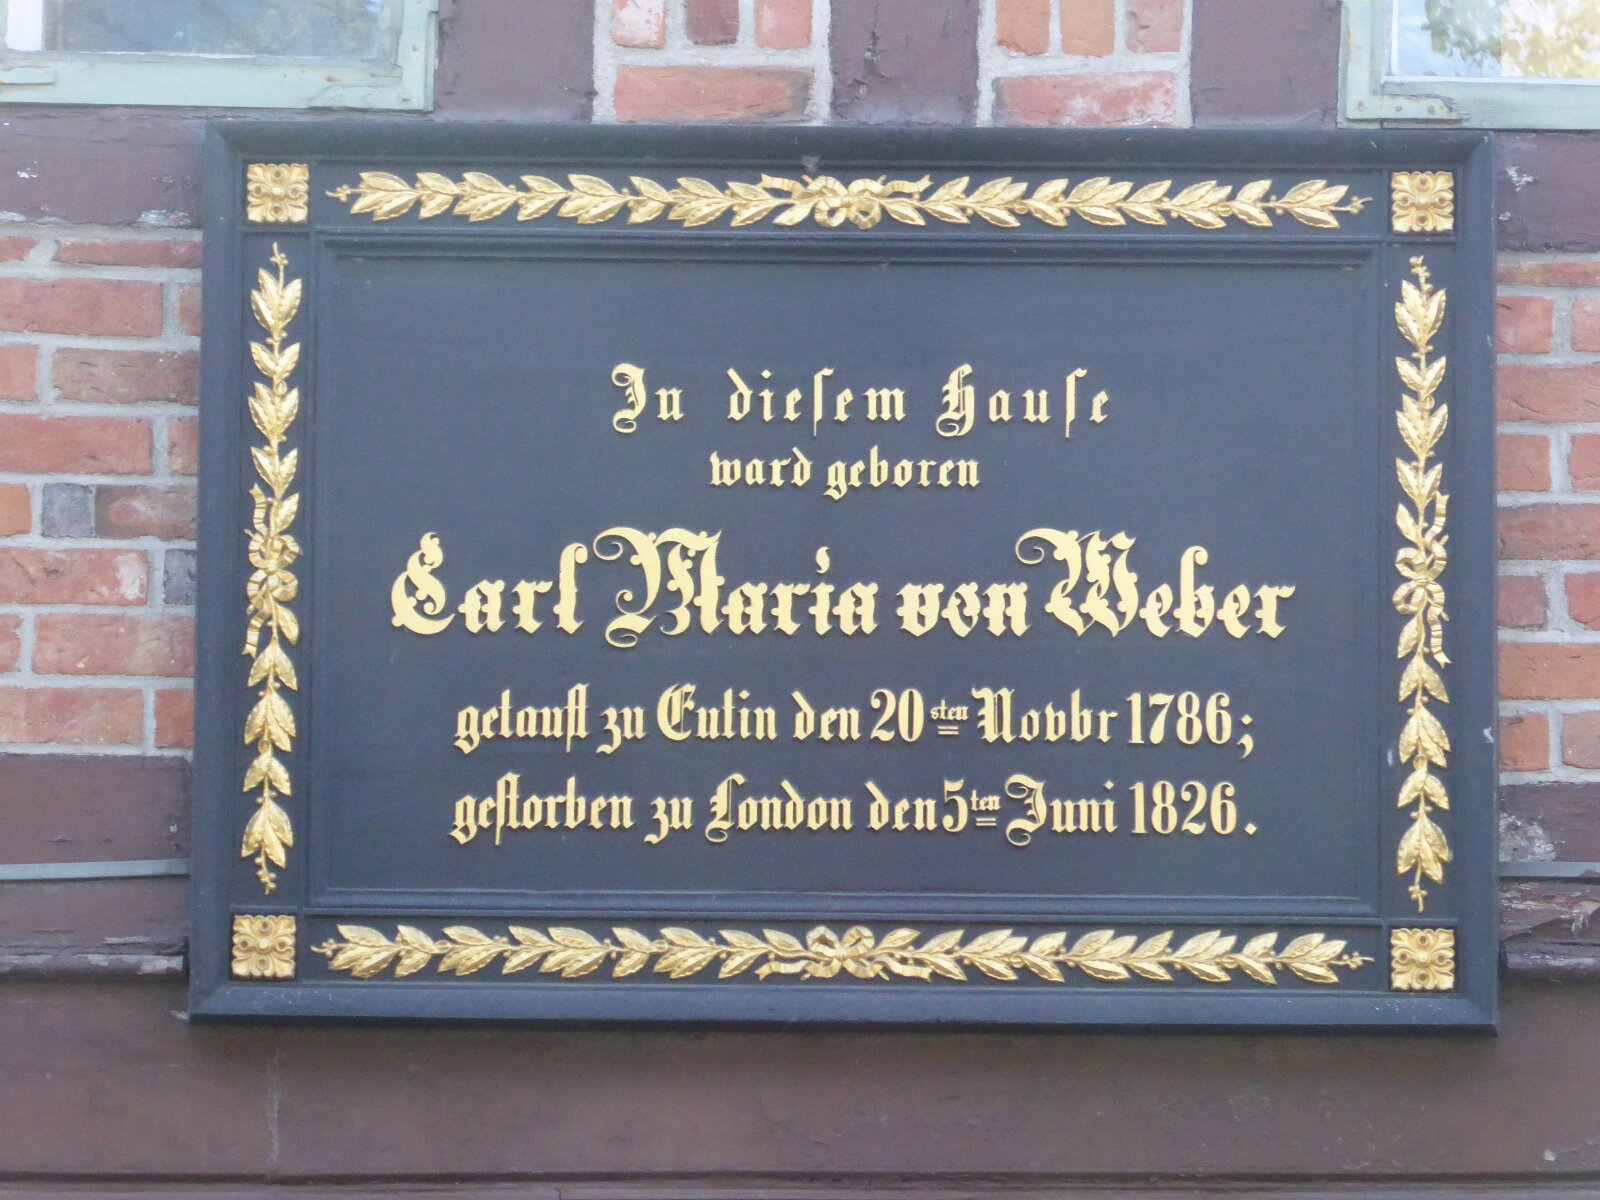 In dieſem Hauſe
ward geboren
Carl Maria von Weber
getauft zu Eutin den 20sten Novbr 1786;
geſtorben zu London den 5ten Juni 1826.